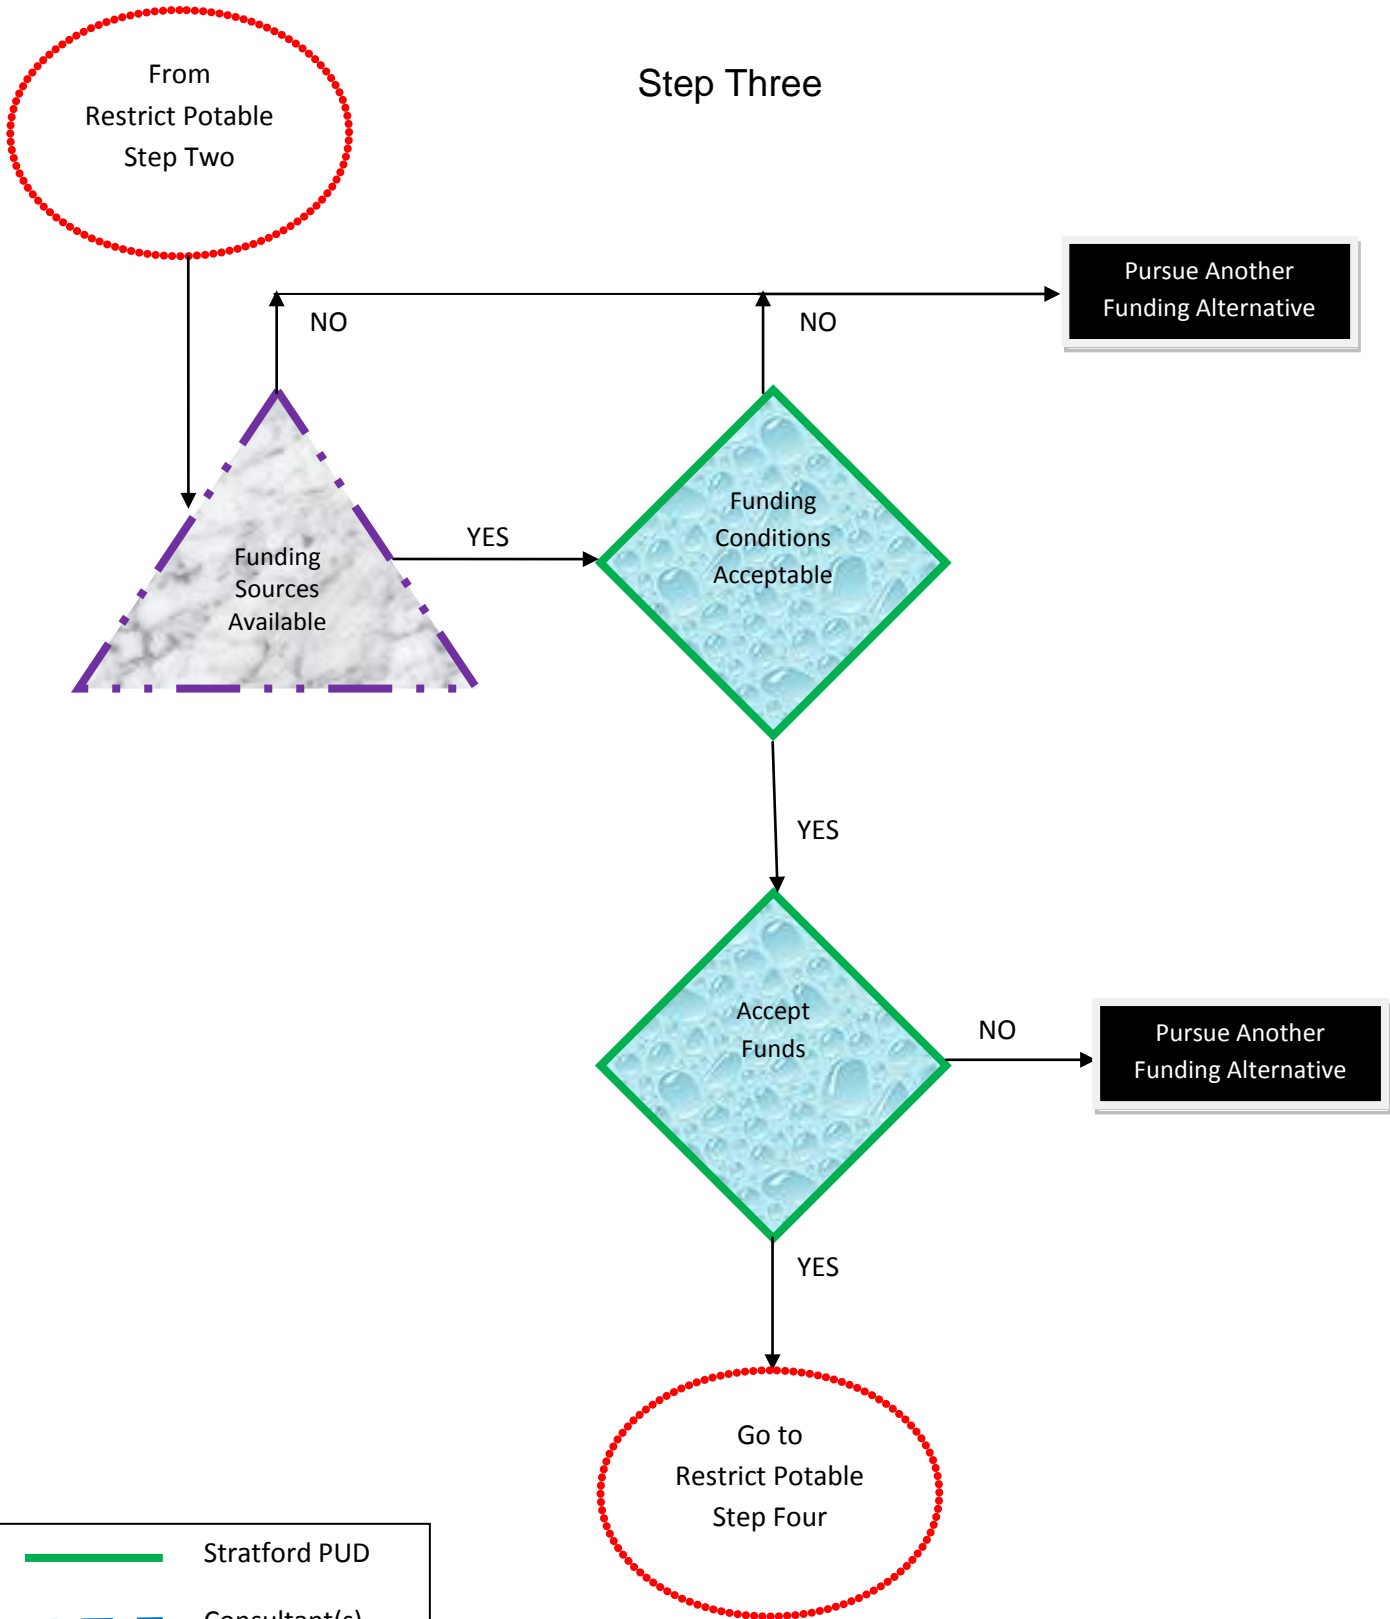 From
Restrict Potable
Step Two
Step Three
Pursue Another
Funding Alternative
NO
NO
Funding
Sources
Available
YES
Funding
Conditions
Acceptable
YES
Accept
Funds
NO
Pursue Another
Funding Alternative
YES
Go to
Restrict Potable
Step Four
Stratford PUD
Consultant(s)